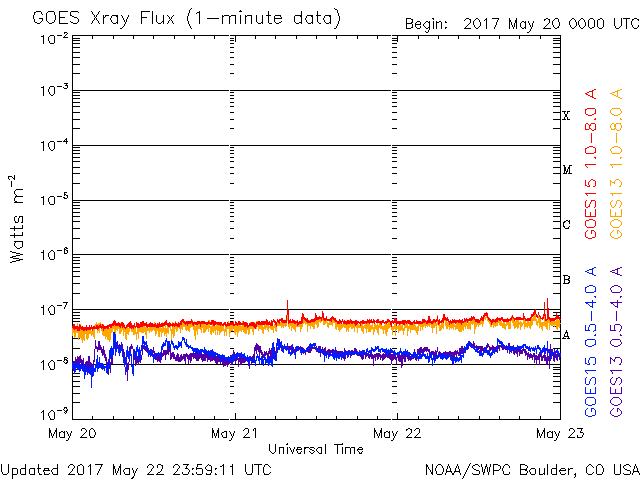 GOES Xray Flux (1-minute data)
Begin: 2017 May 20 0000 UTC
10-2
10-3
10-4
10-5
10-6
10-7
10-8
10-9
Watts m-2
X
M
C
B
A
GOES15 1.0-8.0 A
GOES13 1.0-8.0 A
GOES15 0.5-4.0 A
GOES13 0.5-4.0 A
May 20 May 21 May 22 May 23
Universal Time
Updated 2017 May 22 23:59:11 UTC NOAA/SWPC Boulder, CO USA